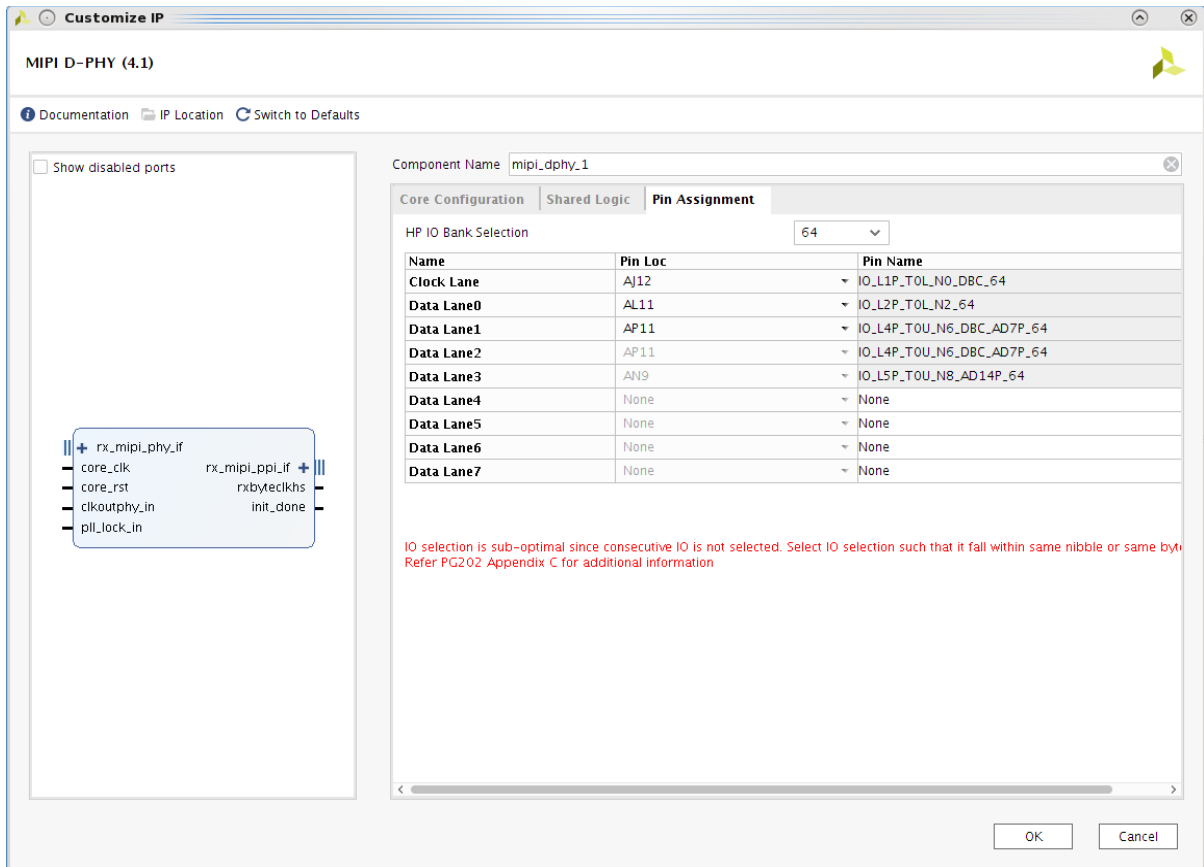 Customize IP
MIPI D-PHY (4.1)
Documentation IP Location Switch to Defaults
Show disabled ports
rx_mipi_phy_if
core_clk rx_mipi_ppi_if
core_rst rxbyteclkhs
clkoutphy_in init_done
pll_lock_in
Component Name mipi_dphy_1
Core Configuration Shared Logic Pin Assignment
HP IO Bank Selection 64
Name Pin Loc Pin Name
Clock Lane AJ12 IO_L1P_T0L_N0_DBC_64
Data Lane0 AL11 IO_L2P_T0L_N2_64
Data Lane1 AP11 IO_L4P_T0U_N6_DBC_AD7P_64
Data Lane2 AP11 IO_L4P_T0U_N6_DBC_AD7P_64
Data Lane3 AN9 IO_L5P_T0U_N8_AD14P_64
Data Lane4 None None
Data Lane5 None None
Data Lane6 None None
Data Lane7 None None
IO selection is sub-optimal since consecutive IO is not selected. Select IO selection such that it fall within same nibble or same
Refer PG202 Appendix C for additional information
OK Cancel